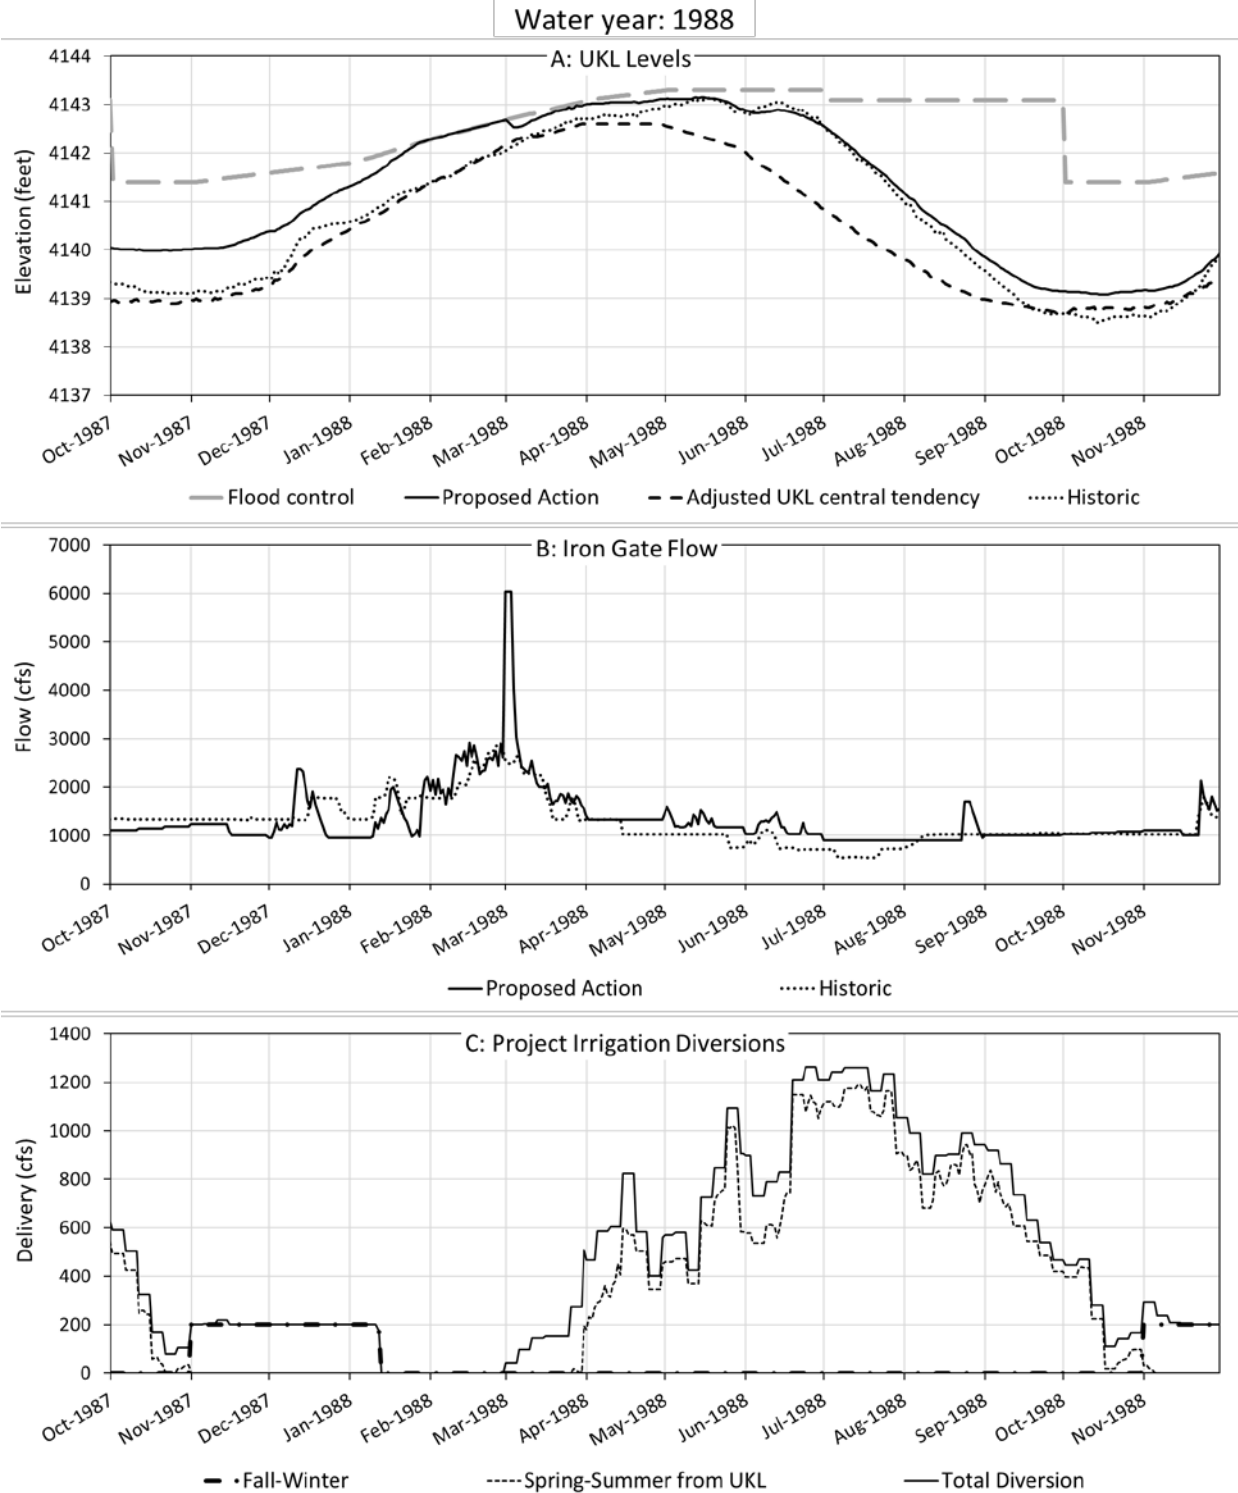 Water year: 1988
A: UKL Levels
Elevation (feet)
4144
4143
4142
4141
4140
4139
4138
4137
Oct-1987 Nov-1987 Dec-1987 Jan-1988 Feb-1988 Mar-1988 Apr-1988 May-1988 Jun-1988 Jul-1988 Aug-1988 Sep-1988 Oct-1988 Nov-1988
Flood control Proposed Action Adjusted UKL central tendency Historic
B: Iron Gate Flow
Flow (cfs)
7000
6000
5000
4000
3000
2000
1000
0
Oct-1987 Nov-1987 Dec-1987 Jan-1988 Feb-1988 Mar-1988 Apr-1988 May-1988 Jun-1988 Jul-1988 Aug-1988 Sep-1988 Oct-1988 Nov-1988
Proposed Action Historic
C: Project Irrigation Diversions
Delivery (cfs)
1400
1200
1000
800
600
400
200
0
Oct-1987 Nov-1987 Dec-1987 Jan-1988 Feb-1988 Mar-1988 Apr-1988 May-1988 Jun-1988 Jul-1988 Aug-1988 Sep-1988 Oct-1988 Nov-1988
Fall-Winter Spring-Summer from UKL Total Diversion